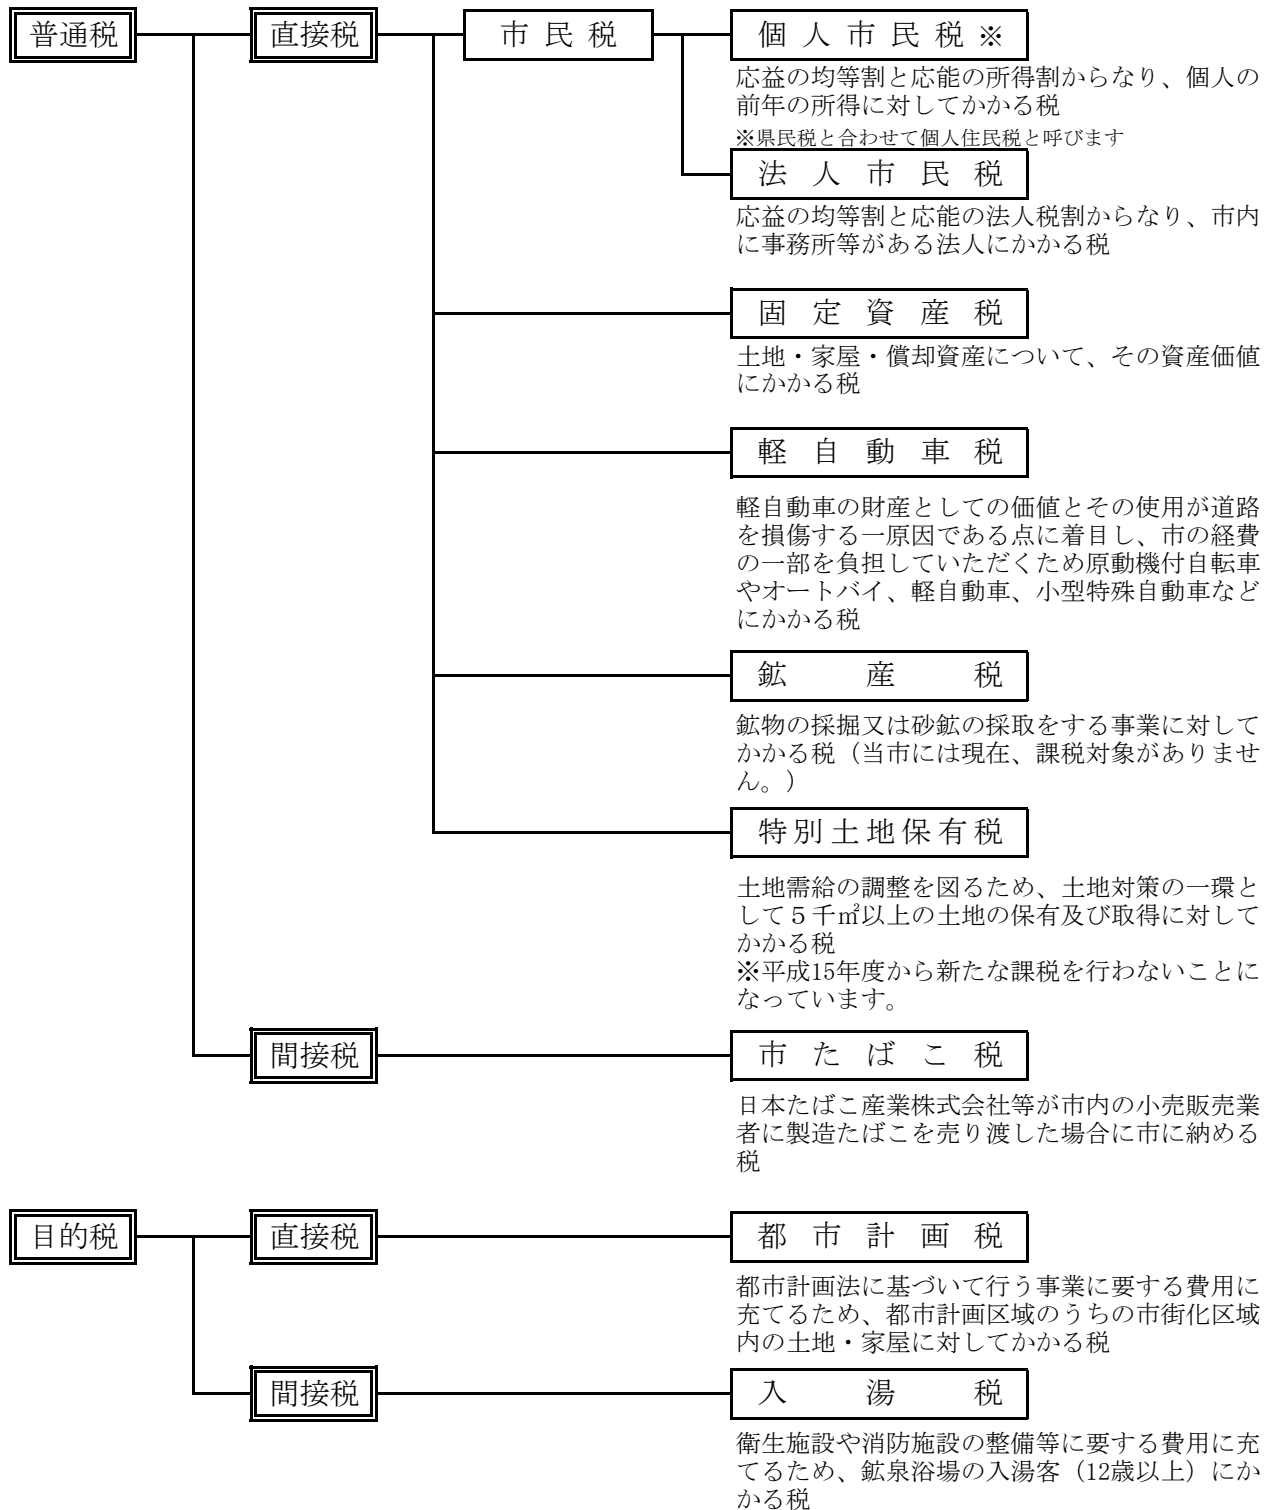 普通税 直接税 市民税 個人市民税※
応益の均等割と応能の所得割からなり、個人の
前年の所得に対してかかる税
※県民税と合わせて個人住民税と呼びます
法人市民税
応益の均等割と応能の法人税割からなり、市内
に事務所等がある法人にかかる税
固定資産税
土地・家屋・償却資産について、その資産価値
にかかる税
軽自動車税
軽自動車の財産としての価値とその使用が道路
を損傷する一原因である点に着目し、市の経費
の一部を負担していただくため原動機付自転車
やオートバイ、軽自動車、小型特殊自動車など
にかかる税
鉱産税
鉱物の採掘又は砂鉱の採取をする事業に対して
かかる税（当市には現在、課税対象がありませ
ん。）
特別土地保有税
土地需給の調整を図るため、土地対策の一環と
して５千㎡以上の土地の保有及び取得に対して
かかる税
※平成15年度から新たな課税を行わないことに
なっています。
間接税 市たばこ税
日本たばこ産業株式会社等が市内の小売販売業
者に製造たばこを売り渡した場合に市に納める
税
目的税 直接税 都市計画税
都市計画法に基づいて行う事業に要する費用に
充てるため、都市計画区域のうちの市街化区域
内の土地・家屋に対してかかる税
間接税 入湯税
衛生施設や消防施設の整備等に要する費用に充
てるため、鉱泉浴場の入湯客（12歳以上）にか
かる税